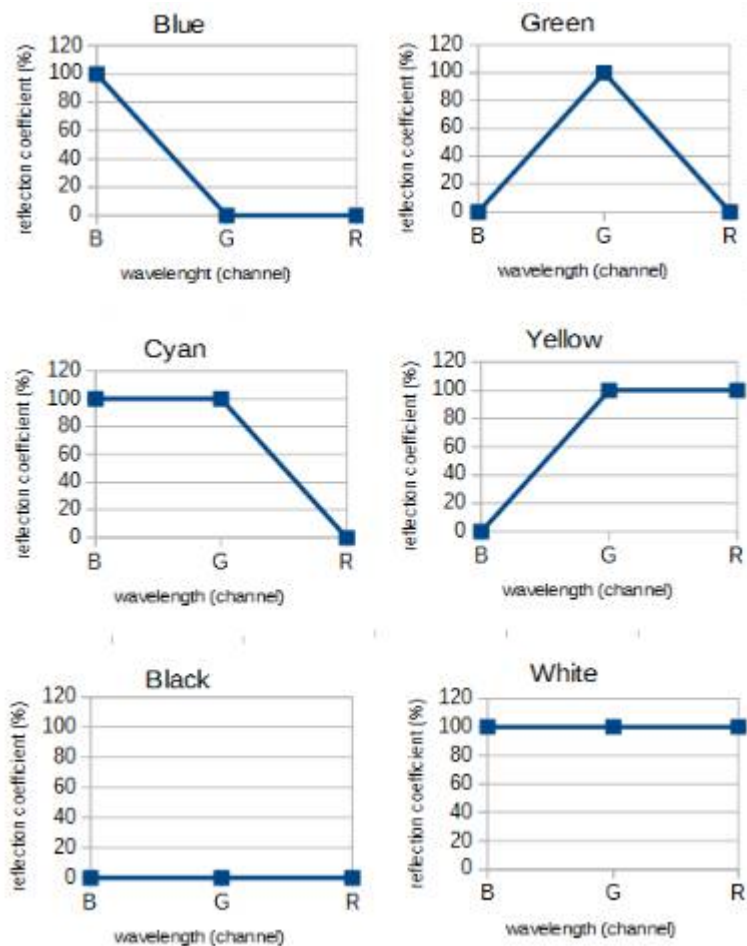 Blue
reflection coefficient (%)
120
100
80
60
40
20
0
B G R
wavelenght (channel)
Green
reflection coefficient (%)
120
100
80
60
40
20
0
B G R
wavelength (channel)
Cyan
reflection coefficient (%)
120
100
80
60
40
20
0
B G R
wavelength (channel)
Yellow
reflection coefficient (%)
120
100
80
60
40
20
0
B G R
wavelength (channel)
Black
reflection coefficient (%)
120
100
80
60
40
20
0
B G R
wavelength (channel)
White
reflection coefficient (%)
120
100
80
60
40
20
0
B G R
wavelength (channel)